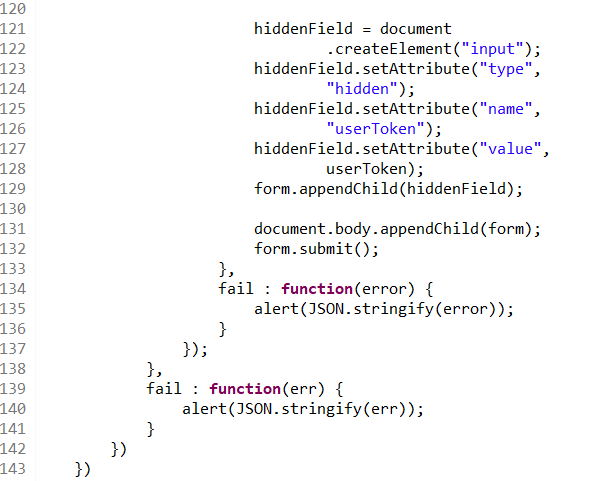 120
121                         hiddenField = document
122                                 .createElement("input");
123                         hiddenField.setAttribute("type",
124                                 "hidden");
125                         hiddenField.setAttribute("name",
126                                 "userToken");
127                         hiddenField.setAttribute("value",
128                                 userToken);
129                         form.appendChild(hiddenField);
130
131                         document.body.appendChild(form);
132                         form.submit();
133                     },
134                     fail : function(error) {
135                         alert(JSON.stringify(error));
136                     }
137                 });
138             },
139             fail : function(err) {
140                 alert(JSON.stringify(err));
141             }
142         })
143     })